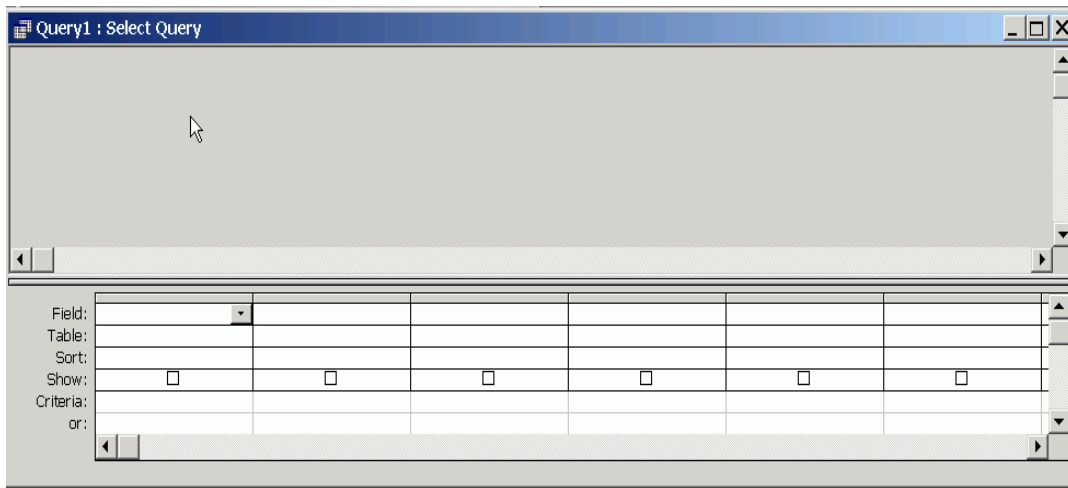 Query1 : Select Query
Field:
Table:
Sort:
Show:
Criteria:
or: